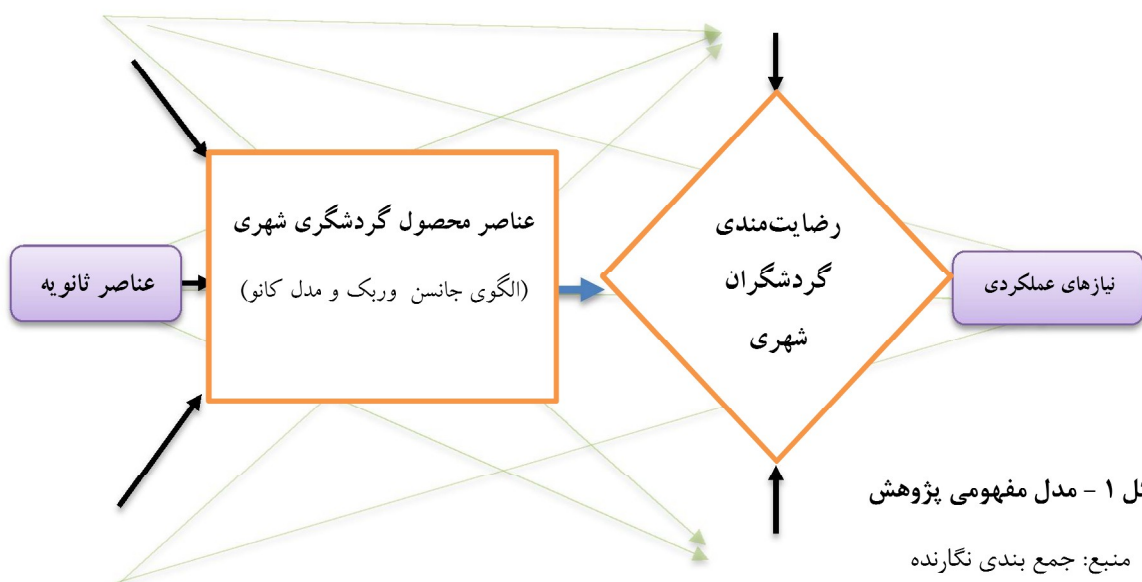 عناصر محصول گردشگری شهری
(الگوی جانسن وربک و مدل کانو)
عناصر ثانویه
رضایت‌مندی
گردشگران
شهری
نیازهای عملکردی
۱ - مدل مفهومی پژوهش
منبع: جمع بندی نگارنده